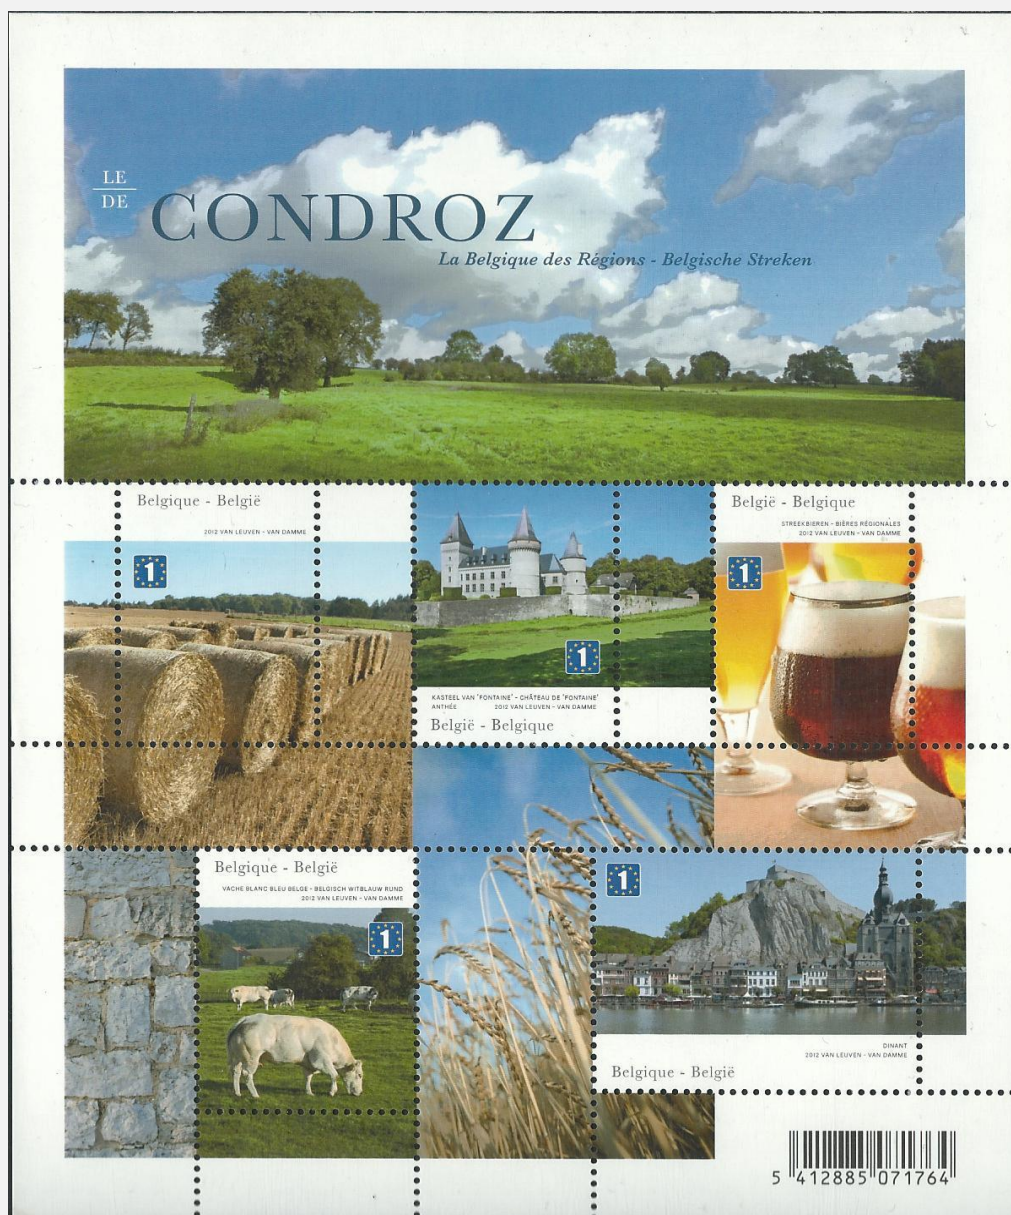 LE
DE
CONDROZ
La Belgique des Régions - Belgische Streken
Belgique - België
2012 VAN LEUVEN - VAN DAMME
1
KASTEEL VAN 'FONTAINE' - CHÂTEAU DE 'FONTAINE'
ANTHÉE 2012 VAN LEUVEN - VAN DAMME
België - Belgique
1
België - Belgique
STREEKBIEREN - BIÈRES RÉGIONALES
2012 VAN LEUVEN - VAN DAMME
1
Belgique - België
VACHE BLANC BLEU BELGE - BELGISCH WITBLAUW RUND
2012 VAN LEUVEN - VAN DAMME
1
1
DINANT
2012 VAN LEUVEN - VAN DAMME
Belgique - België
5 412885 071764